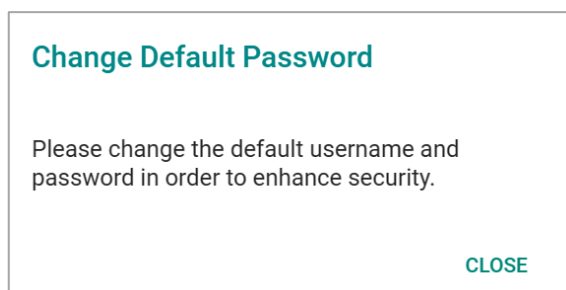 Change Default Password
Please change the default username and
password in order to enhance security.
CLOSE